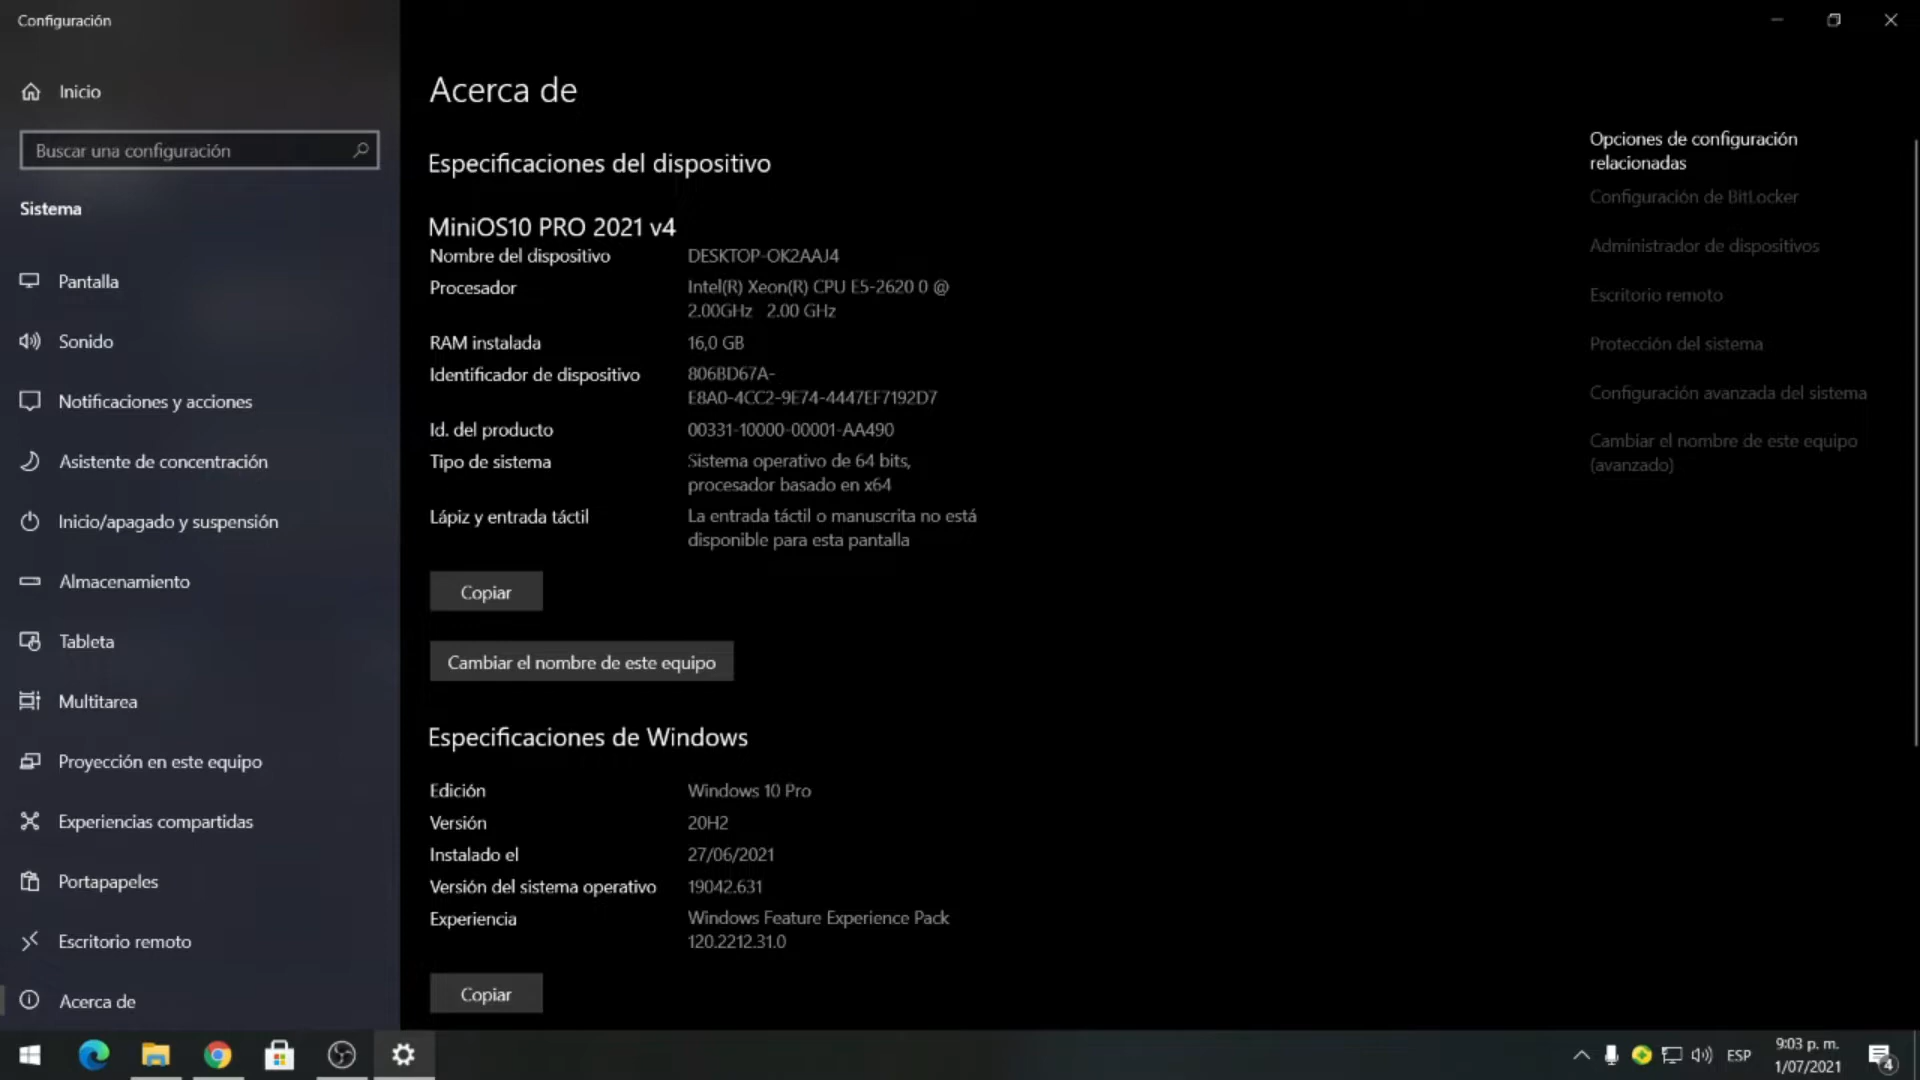 Configuración
Inicio
Buscar una configuración
Sistema
Pantalla
Sonido
Notificaciones y acciones
Asistente de concentración
Inicio/apagado y suspensión
Almacenamiento
Tableta
Multitarea
Proyección en este equipo
Experiencias compartidas
Portapapeles
Escritorio remoto
Acerca de
Acerca de
Especificaciones del dispositivo
MiniOS10 PRO 2021 v4
Nombre del dispositivo DESKTOP-OK2AAJ4
Procesador Intel(R) Xeon(R) CPU E5-2620 0 @
2.00GHz 2.00 GHz
RAM instalada 16,0 GB
Identificador de dispositivo 806BD67A-
E8A0-4CC2-9E74-4447EF7192D7
Id. del producto 00331-10000-00001-AA490
Tipo de sistema Sistema operativo de 64 bits,
procesador basado en x64
Lápiz y entrada táctil La entrada táctil o manuscrita no está
disponible para esta pantalla
Copiar
Cambiar el nombre de este equipo
Especificaciones de Windows
Edición Windows 10 Pro
Versión 20H2
Instalado el 27/06/2021
Versión del sistema operativo 19042.631
Experiencia Windows Feature Experience Pack
120.2212.31.0
Copiar
Opciones de configuración
relacionadas
Configuración de BitLocker
Administrador de dispositivos
Escritorio remoto
Protección del sistema
Configuración avanzada del sistema
Cambiar el nombre de este equipo
(avanzado)
ESP
9:03 p. m.
1/07/2021
4